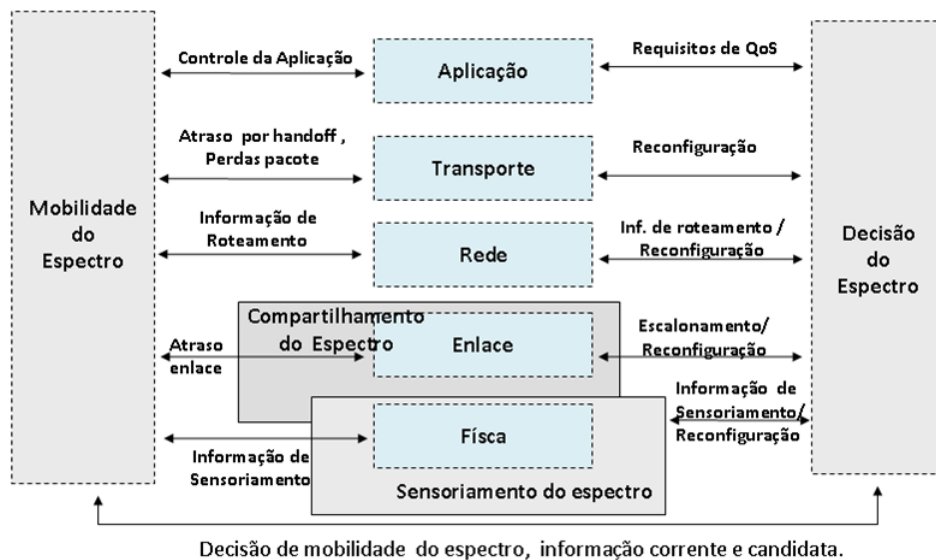 Controle da Aplicação
Aplicação
Requisitos de QoS
Atraso por handoff ,
Perdas pacote
Transporte
Reconfiguração
Mobilidade
do
Espectro
Informação de
Roteamento
Rede
Inf. de roteamento /
Reconfiguração
Decisão
do
Espectro
Compartilhamento
do Espectro
Atraso
enlace
Enlace
Escalonamento/
Reconfiguração
Informação de
Sensoriamento/
Reconfiguração
Físca
Informação de
Sensoriamento
Sensoriamento do espectro
Decisão de mobilidade do espectro, informação corrente e candidata.